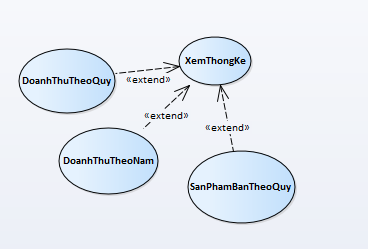 XemThongKe
DoanhThuTheoQuy
«extend»
«extend»
«extend»
DoanhThuTheoNam
SanPhamBanTheoQuy